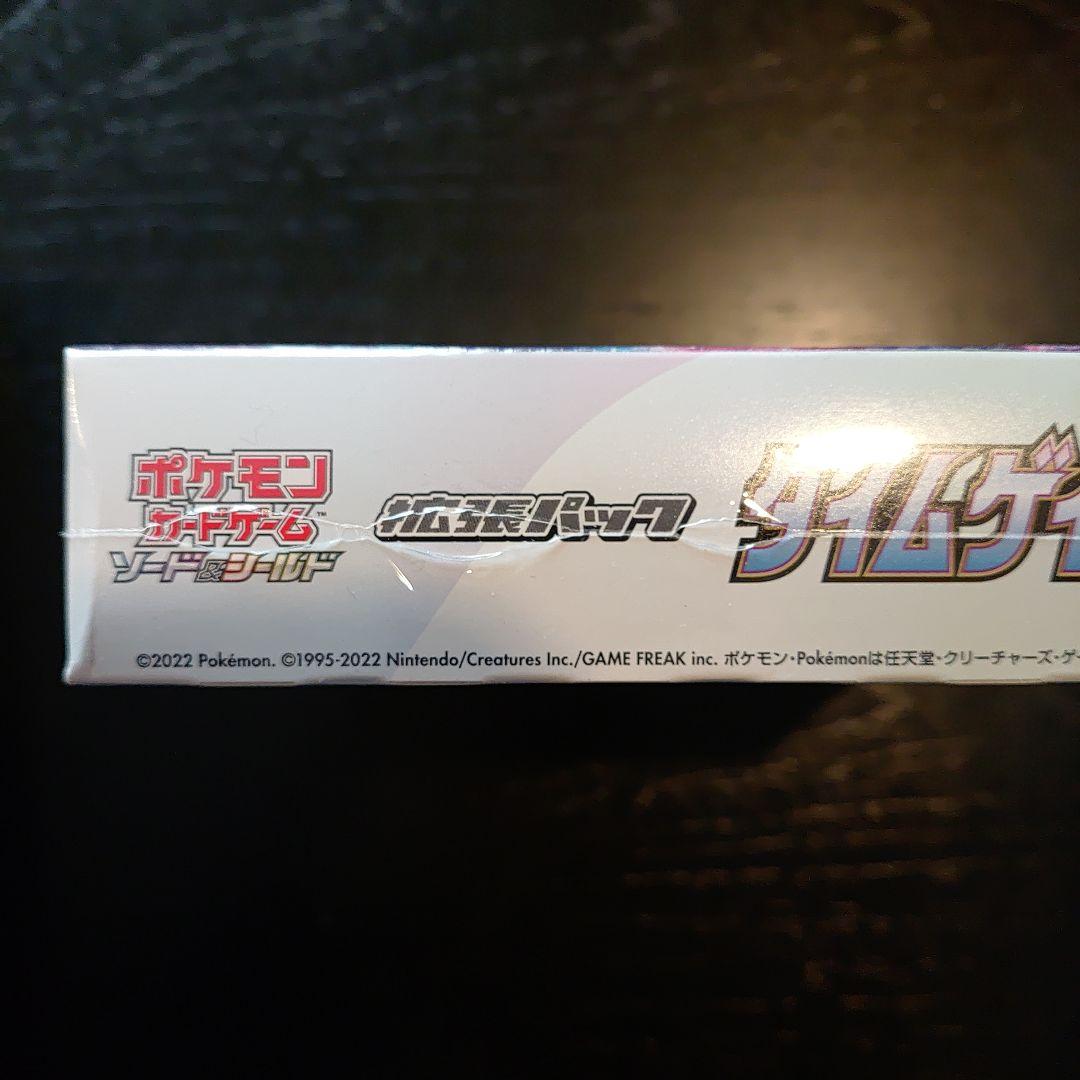 ポケモン
カードゲーム™
ソード&シールド
拡張パック
タイムゲ
©2022 Pokémon. ©1995-2022 Nintendo/Creatures Inc./GAME FREAK inc. ポケモン・Pokémonは任天堂・クリーチャーズ・ゲ